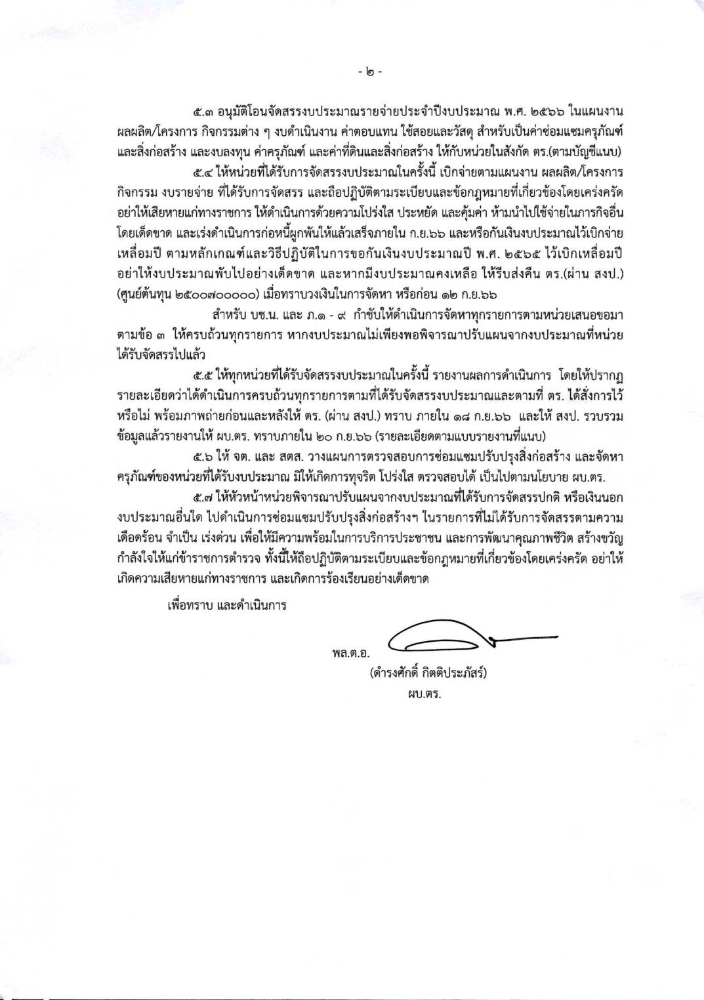 - ๒ -
๕.๓ อนุมัติโอนจัดสรรงบประมาณรายจ่ายประจำปีงบประมาณ พ.ศ. ๒๕๖๖ ในแผนงาน
ผลผลิต/โครงการ กิจกรรมต่าง ๆ งบดำเนินงาน ค่าตอบแทน ใช้สอยและวัสดุ สำหรับเป็นค่าซ่อมแซมครุภัณฑ์
และสิ่งก่อสร้าง และงบลงทุน ค่าครุภัณฑ์ และค่าที่ดินและสิ่งก่อสร้าง ให้กับหน่วยในสังกัด ตร.(ตามบัญชีแนบ)
๕.๔ ให้หน่วยที่ได้รับการจัดสรรงบประมาณในครั้งนี้ เบิกจ่ายตามแผนงาน ผลผลิต/โครงการ
กิจกรรม งบรายจ่าย ที่ได้รับการจัดสรร และถือปฏิบัติตามระเบียบและข้อกฎหมายที่เกี่ยวข้องโดยเคร่งครัด
อย่าให้เสียหายแก่ทางราชการ ให้ดำเนินการด้วยความโปร่งใส ประหยัด และคุ้มค่า ห้ามนำไปใช้จ่ายในภารกิจอื่น
โดยเด็ดขาด และเร่งดำเนินการก่อหนี้ผูกพันให้แล้วเสร็จภายใน ก.ย.๖๖ และหรือกันเงินงบประมาณไว้เบิกจ่าย
เหลื่อมปี ตามหลักเกณฑ์และวิธีปฏิบัติในการขอกันเงินงบประมาณปี พ.ศ. ๒๕๖๕ ไว้เบิกเหลื่อมปี
อย่าให้งบประมาณพับไปอย่างเด็ดขาด และหากมีงบประมาณคงเหลือ ให้รีบส่งคืน ตร.(ผ่าน สงป.)
(ศูนย์ต้นทุน ๒๕๐๐๗๐๐๐๐๐) เมื่อทราบวงเงินในการจัดหา หรือก่อน ๑๒ ก.ย.๖๖
สำหรับ บช.น. และ ภ.๑ - ๙ กำชับให้ดำเนินการจัดหาทุกรายการตามหน่วยเสนอขอมา
ตามข้อ ๓ ให้ครบถ้วนทุกรายการ หากงบประมาณไม่เพียงพอพิจารณาปรับแผนจากงบประมาณที่หน่วย
ได้รับจัดสรรไปแล้ว
๕.๕ ให้ทุกหน่วยที่ได้รับจัดสรรงบประมาณในครั้งนี้ รายงานผลการดำเนินการ โดยให้ปรากฏ
รายละเอียดว่าได้ดำเนินการครบถ้วนทุกรายการตามที่ได้รับจัดสรรงบประมาณและตามที่ ตร. ได้สั่งการไว้
หรือไม่ พร้อมภาพถ่ายก่อนและหลังให้ ตร. (ผ่าน สงป.) ทราบ ภายใน ๑๘ ก.ย.๖๖ และให้ สงป. รวบรวม
ข้อมูลแล้วรายงานให้ ผบ.ตร. ทราบภายใน ๒๐ ก.ย.๖๖ (รายละเอียดตามแบบรายงานที่แนบ)
๕.๖ ให้ จต. และ สตส. วางแผนการตรวจสอบการซ่อมแซมปรับปรุงสิ่งก่อสร้าง และจัดหา
ครุภัณฑ์ของหน่วยที่ได้รับงบประมาณ มิให้เกิดการทุจริต โปร่งใส ตรวจสอบได้ เป็นไปตามนโยบาย ผบ.ตร.
๕.๗ ให้หัวหน้าหน่วยพิจารณาปรับแผนจากงบประมาณที่ได้รับการจัดสรรปกติ หรือเงินนอก
งบประมาณอื่นใด ไปดำเนินการซ่อมแซมปรับปรุงสิ่งก่อสร้างฯ ในรายการที่ไม่ได้รับการจัดสรรตามความ
เดือดร้อน จำเป็น เร่งด่วน เพื่อให้มีความพร้อมในการบริการประชาชน และการพัฒนาคุณภาพชีวิต สร้างขวัญ
กำลังใจให้แก่ข้าราชการตำรวจ ทั้งนี้ให้ถือปฏิบัติตามระเบียบและข้อกฎหมายที่เกี่ยวข้องโดยเคร่งครัด อย่าให้
เกิดความเสียหายแก่ทางราชการ และเกิดการร้องเรียนอย่างเด็ดขาด
เพื่อทราบ และดำเนินการ
พล.ต.อ.
(ดำรงศักดิ์ กิตติประภัสร์)
ผบ.ตร.